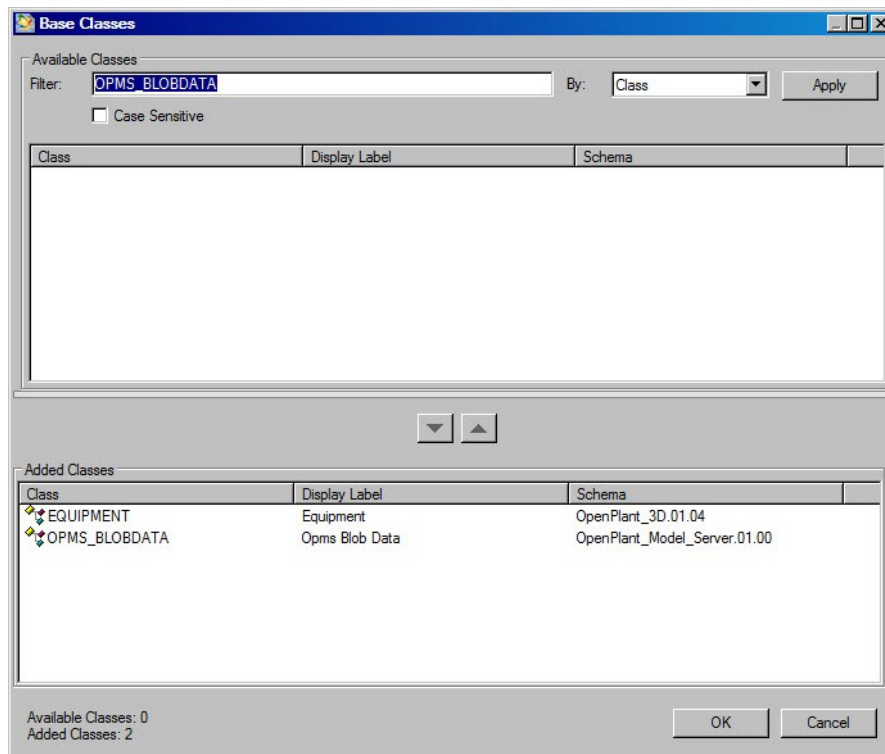 Base Classes
Available Classes
Filter: OPMS_BLOBDATA By: Class Apply
Case Sensitive
Class Display Label Schema
Added Classes
Class Display Label Schema
EQUIPMENT Equipment OpenPlant_3D.01.04
OPMS_BLOBDATA Opms Blob Data OpenPlant_Model_Server.01.00
Available Classes: 0
Added Classes: 2
OK Cancel